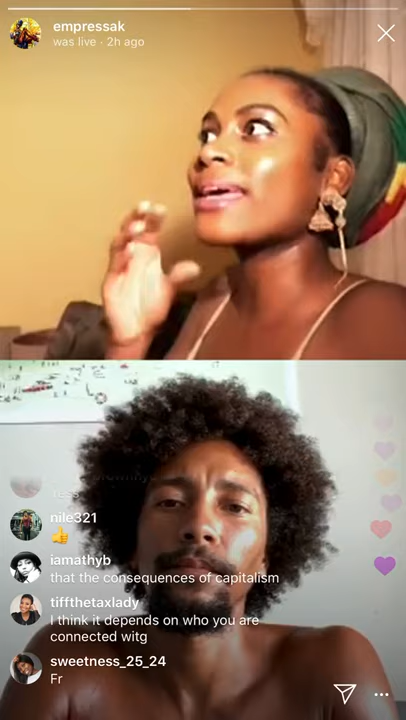 empressak
was live · 2h ago
nile321
👍
iamathyb
that the consequences of capitalism
tiffthetaxlady
I think it depends on who you are
connected witg
sweetness_25_24
Fr